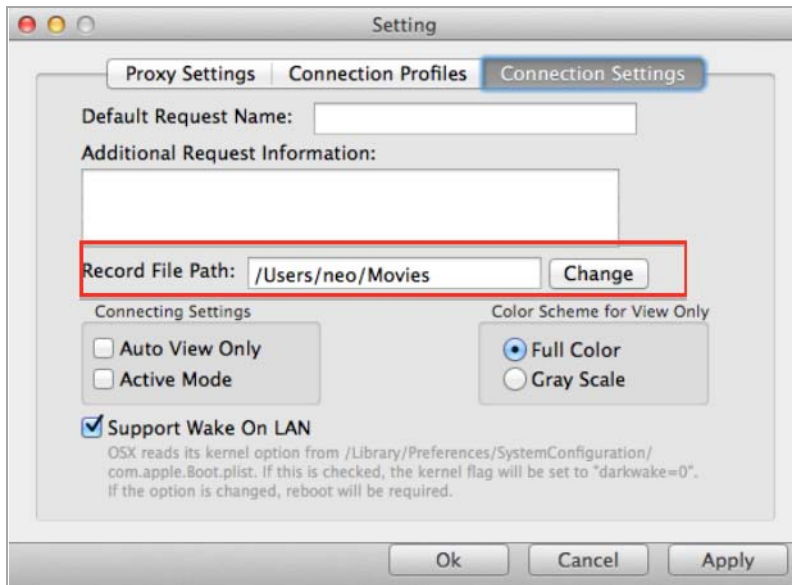 Setting
Proxy Settings Connection Profiles Connection Settings
Default Request Name:
Additional Request Information:
Record File Path: /Users/neo/Movies Change
Connecting Settings Color Scheme for View Only
Auto View Only Full Color
Active Mode Gray Scale
Support Wake On LAN
OSX reads its kernel option from /Library/Preferences/SystemConfiguration/
com.apple.Boot.plist. If this is checked, the kernel flag will be set to "darkwake=0".
If the option is changed, reboot will be required.
Ok Cancel Apply